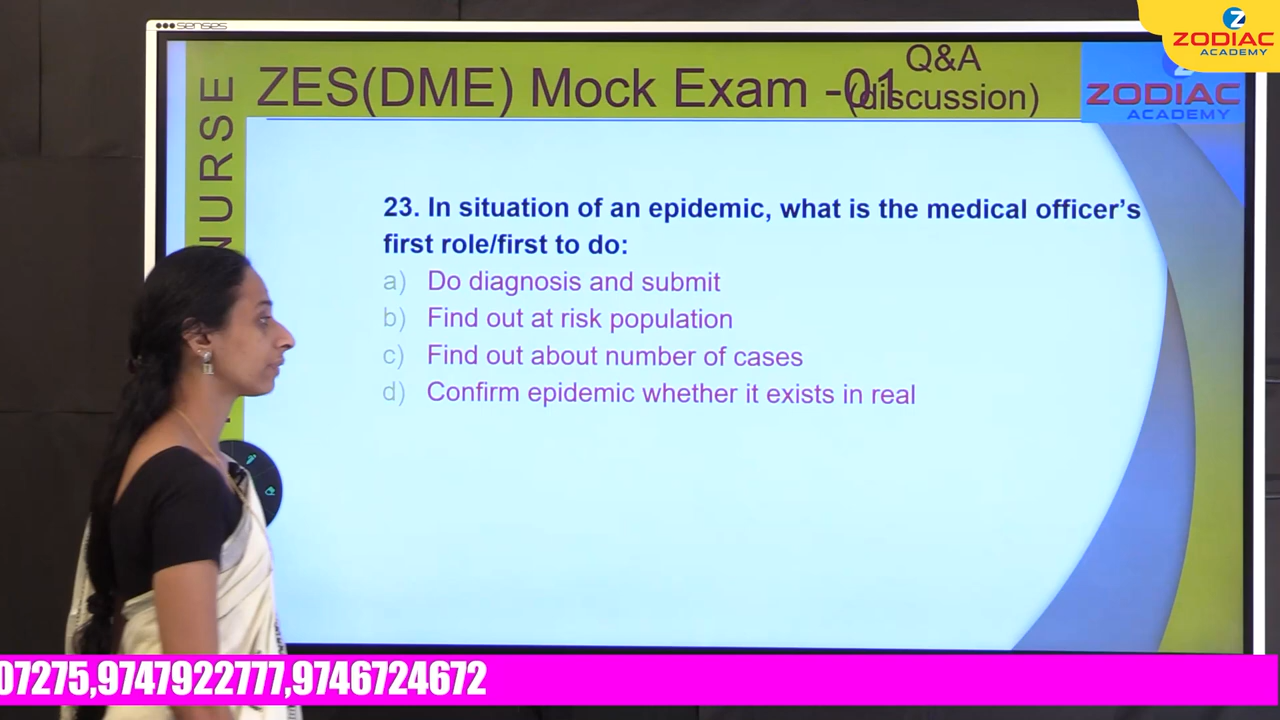 senses
ZODIAC
ACADEMY
ZES(DME) Mock Exam -01
Q&A
(discussion)
ZODIAC
ACADEMY
NURSE
23. In situation of an epidemic, what is the medical officer’s
first role/first to do:
a) Do diagnosis and submit
b) Find out at risk population
c) Find out about number of cases
d) Confirm epidemic whether it exists in real
07275,9747922777,9746724672